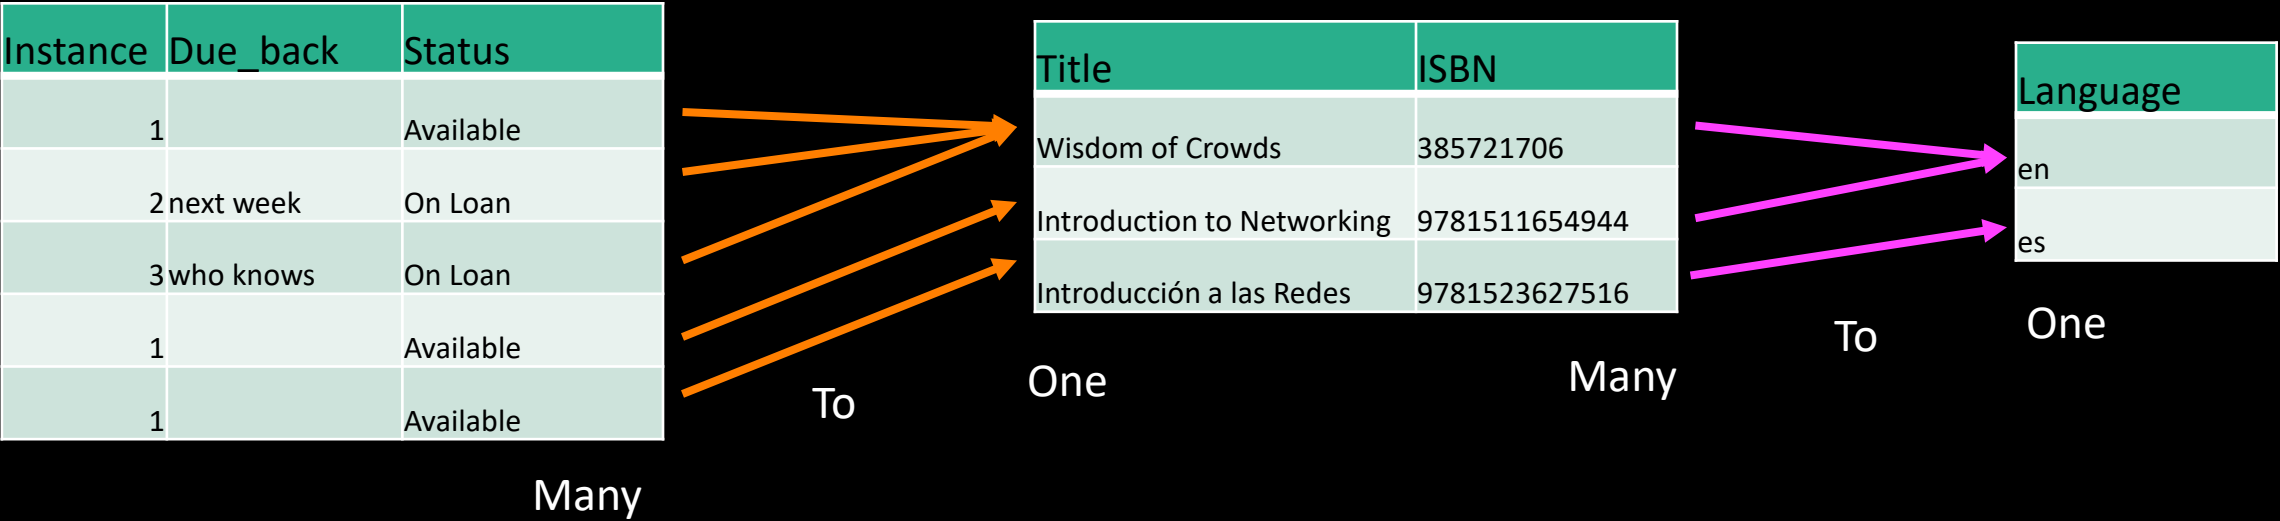 Instance Due_back Status
1 Available
2 next week On Loan
3 who knows On Loan
1 Available
1 Available
Many
To
Title ISBN
Wisdom of Crowds 385721706
Introduction to Networking 9781511654944
Introducción a las Redes 9781523627516
One
Many
To
Language
en
es
One